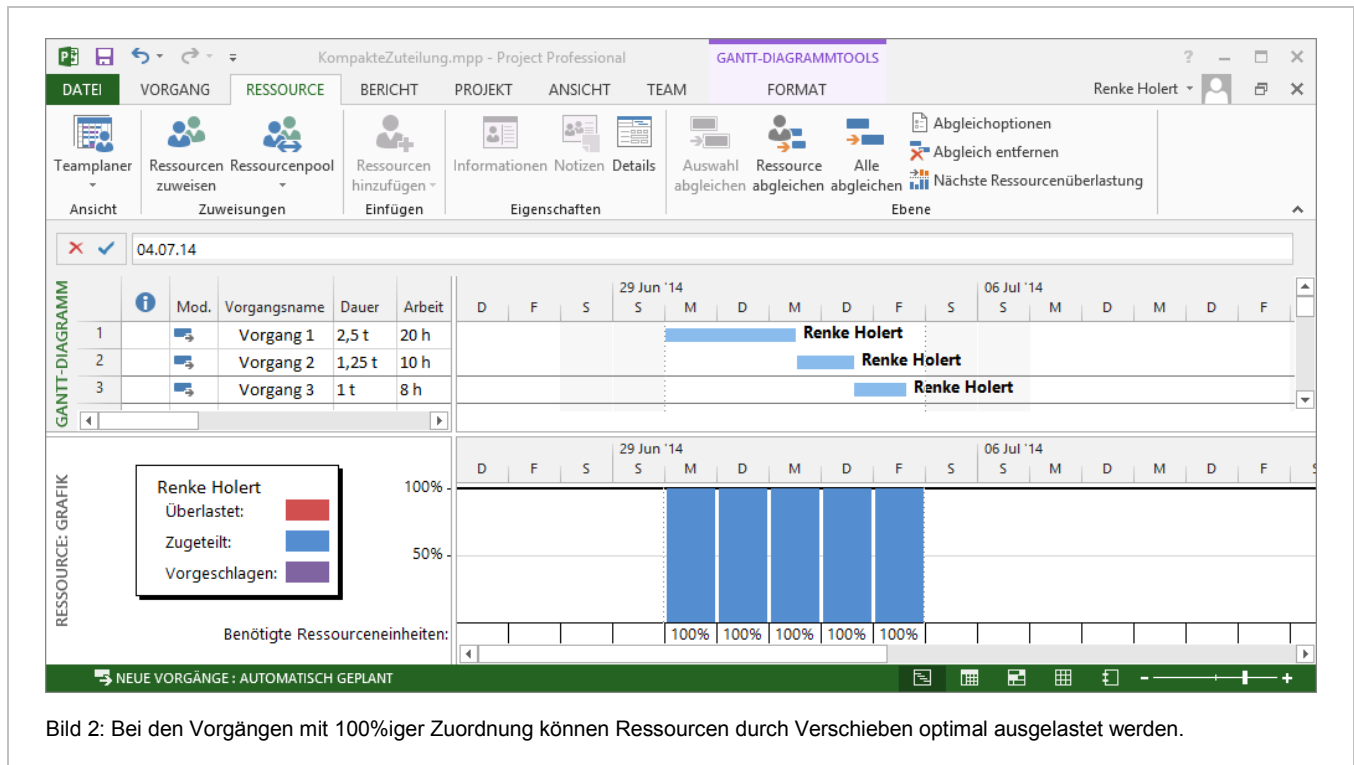 KompakteZuteilung.mpp - Project Professional GANTT-DIAGRAMMTOOLS ?
DATEI VORGANG RESSOURCE BERICHT PROJEKT ANSICHT TEAM FORMAT Renke Holert
Teamplaner
Ressourcen zuweisen
Ressourcenpool
Ressourcen hinzufügen
Informationen Notizen Details
Auswahl abgleichen
Ressource abgleichen
Alle abgleichen
Abgleichoptionen
Abgleich entfernen
Nächste Ressourcenüberlastung
Ansicht Zuweisungen Einfügen Eigenschaften Ebene
04.07.14
GANTT-DIAGRAMM
Mod. Vorgangsname Dauer Arbeit
29 Jun '14 06 Jul '14
D F S S M D M D F S S M D M D F
1 Vorgang 1 2,5 t 20 h Renke Holert
2 Vorgang 2 1,25 t 10 h Renke Holert
3 Vorgang 3 1 t 8 h Renke Holert
RESSOURCE: GRAFIK
29 Jun '14 06 Jul '14
D F S S M D M D F S S M D M D F S
Renke Holert
Überlastet:
Zugeteilt:
Vorgeschlagen:
100%
50%
Benötigte Ressourceneinheiten: 100% 100% 100% 100% 100%
NEUE VORGÄNGE : AUTOMATISCH GEPLANT
Bild 2: Bei den Vorgängen mit 100%iger Zuordnung können Ressourcen durch Verschieben optimal ausgelastet werden.